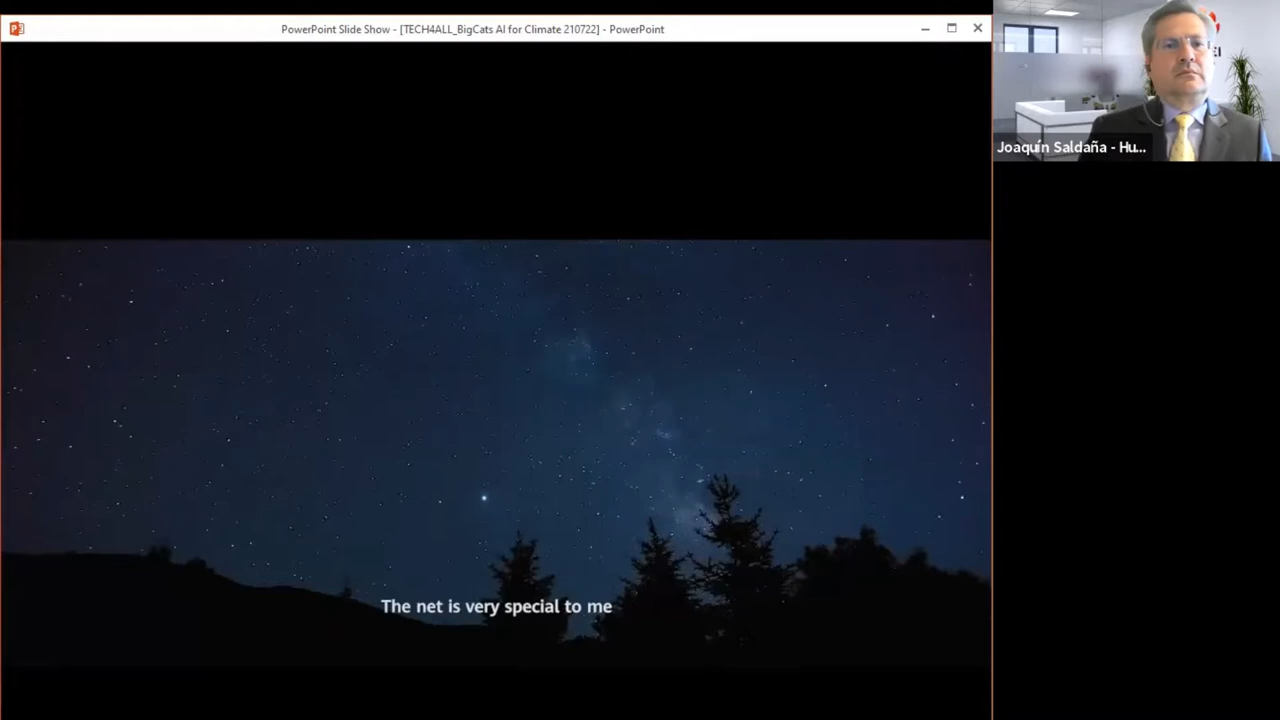 PowerPoint Slide Show - [TECH4ALL_BigCats AI for Climate 210722] - PowerPoint
Joaquín Saldaña - Hu...
The net is very special to me